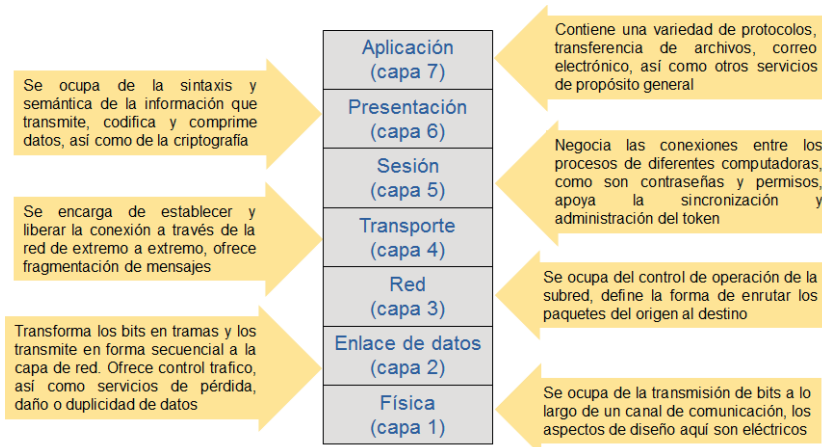 Aplicación
(capa 7)
Contiene una variedad de protocolos,
transferencia de archivos, correo
electrónico, así como otros servicios
de propósito general
Se ocupa de la sintaxis y
semántica de la información que
transmite, codifica y comprime
datos, así como de la criptografía
Presentación
(capa 6)
Sesión
(capa 5)
Negocia las conexiones entre los
procesos de diferentes computadoras,
como son contraseñas y permisos,
apoya la sincronización y
administración del token
Se encarga de establecer y
liberar la conexión a través de la
red de extremo a extremo, ofrece
fragmentación de mensajes
Transporte
(capa 4)
Red
(capa 3)
Se ocupa del control de operación de la
subred, define la forma de enrutar los
paquetes del origen al destino
Transforma los bits en tramas y los
transmite en forma secuencial a la
capa de red. Ofrece control trafico,
así como servicios de pérdida,
daño o duplicidad de datos
Enlace de datos
(capa 2)
Física
(capa 1)
Se ocupa de la transmisión de bits a lo
largo de un canal de comunicación, los
aspectos de diseño aquí son eléctricos